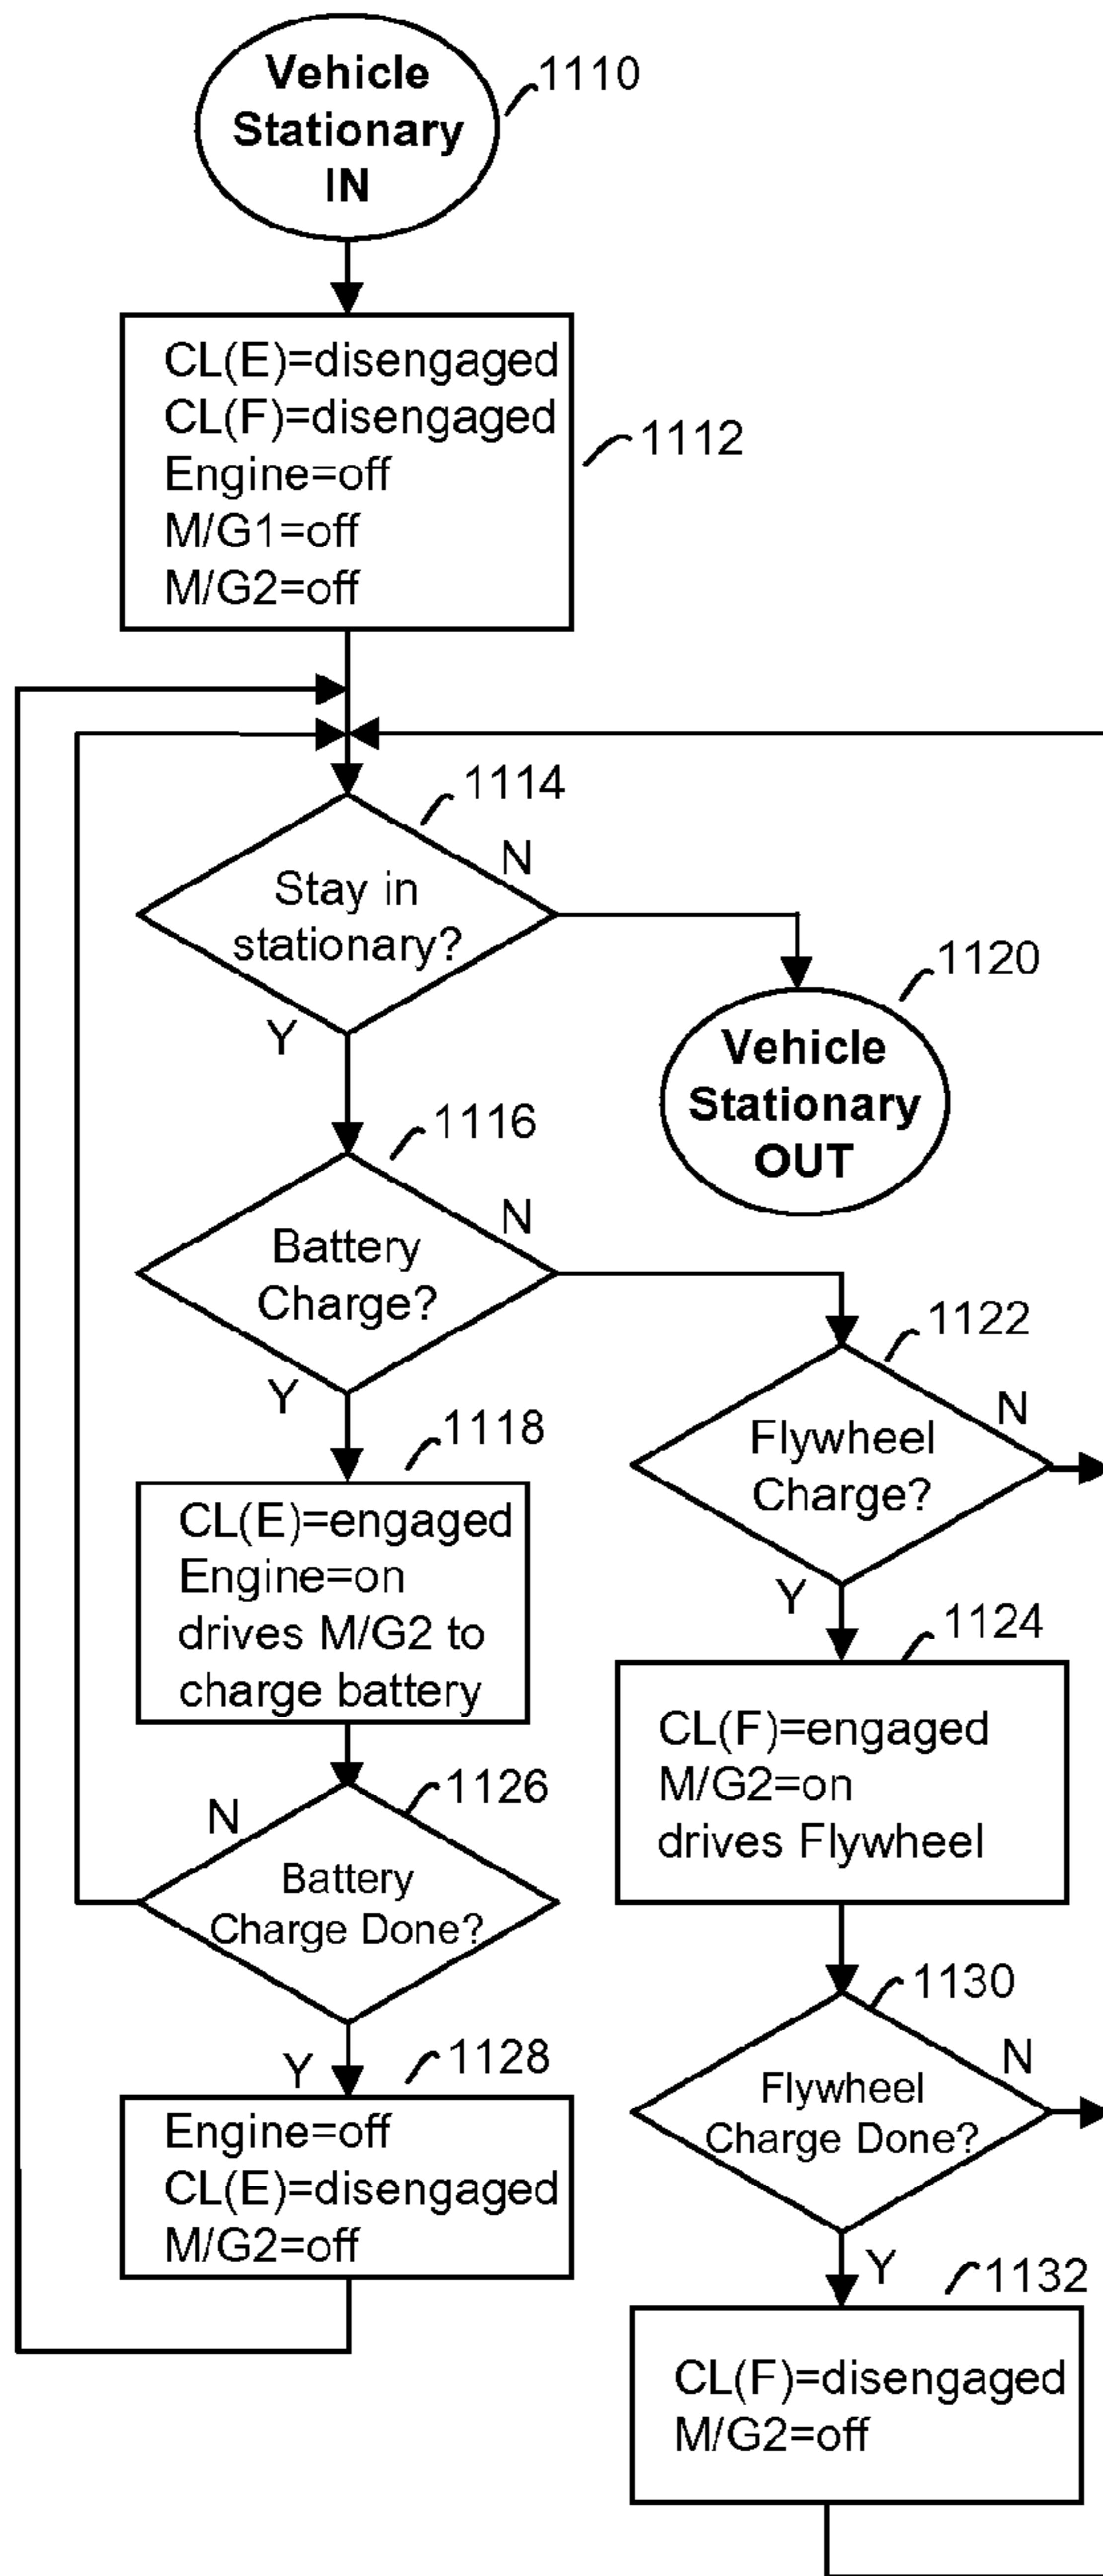 Vehicle
Stationary
IN
1110
CL(E)=disengaged
CL(F)=disengaged
Engine=off
M/G1=off
M/G2=off
1112
1114
N
Stay in
stationary?
Y
1120
Vehicle
Stationary
OUT
1116
N
Battery
Charge?
Y
1122
N
Flywheel
Charge?
Y
1118
CL(E)=engaged
Engine=on
drives M/G2 to
charge battery
1124
CL(F)=engaged
M/G2=on
drives Flywheel
1126
N
Battery
Charge Done?
Y
1130
N
Flywheel
Charge Done?
Y
1128
Engine=off
CL(E)=disengaged
M/G2=off
1132
CL(F)=disengaged
M/G2=off